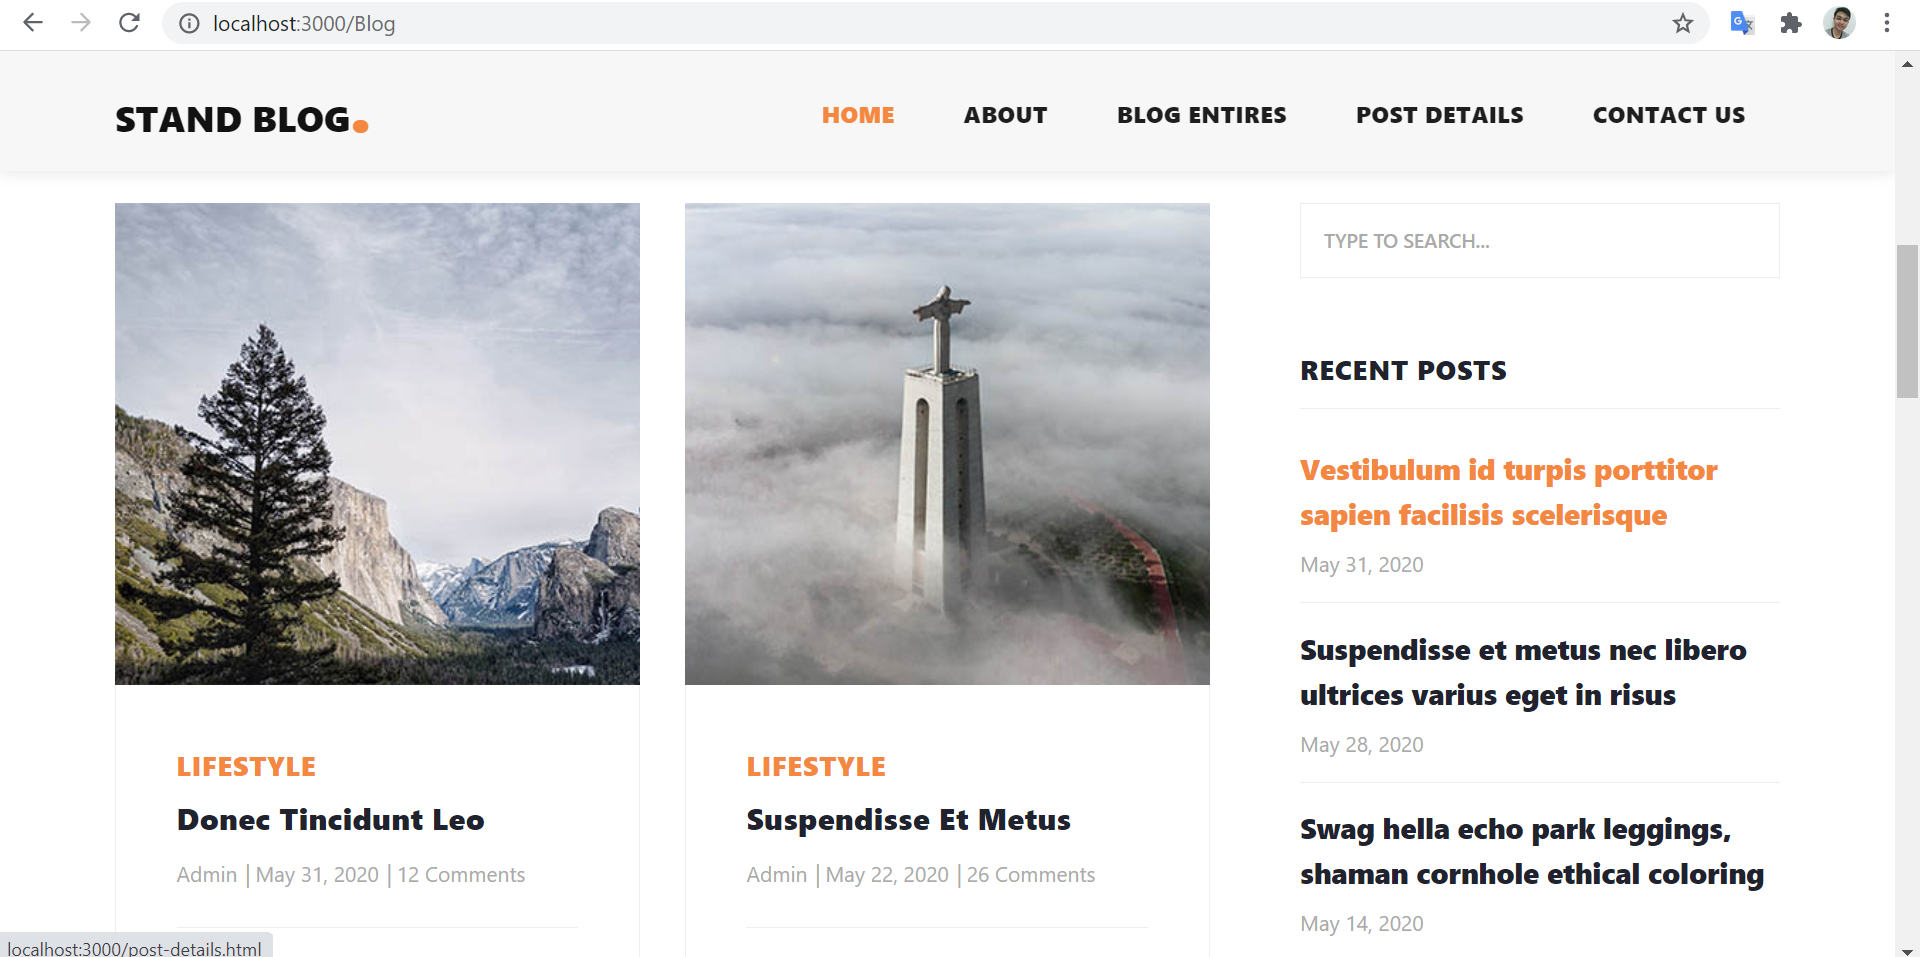 localhost:3000/Blog
STAND BLOG.
HOME
ABOUT
BLOG ENTIRES
POST DETAILS
CONTACT US
LIFESTYLE
Donec Tincidunt Leo
Admin | May 31, 2020 | 12 Comments
LIFESTYLE
Suspendisse Et Metus
Admin | May 22, 2020 | 26 Comments
TYPE TO SEARCH...
RECENT POSTS
Vestibulum id turpis porttitor
sapien facilisis scelerisque
May 31, 2020
Suspendisse et metus nec libero
ultrices varius eget in risus
May 28, 2020
Swag hella echo park leggings,
shaman cornhole ethical coloring
May 14, 2020
localhost:3000/post-details.html